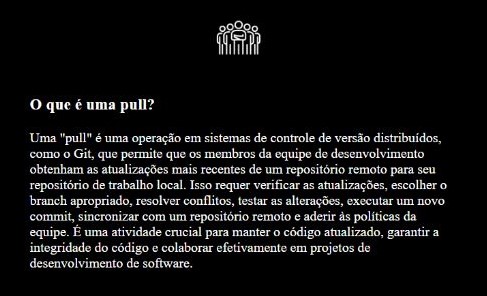 O que é uma pull?
Uma "pull" é uma operação em sistemas de controle de versão distribuídos,
como o Git, que permite que os membros da equipe de desenvolvimento
obtenham as atualizações mais recentes de um repositório remoto para seu
repositório de trabalho local. Isso requer verificar as atualizações, escolher o
branch apropriado, resolver conflitos, testar as alterações, executar um novo
commit, sincronizar com um repositório remoto e aderir às políticas da
equipe. É uma atividade crucial para manter o código atualizado, garantir a
integridade do código e colaborar efetivamente em projetos de
desenvolvimento de software.